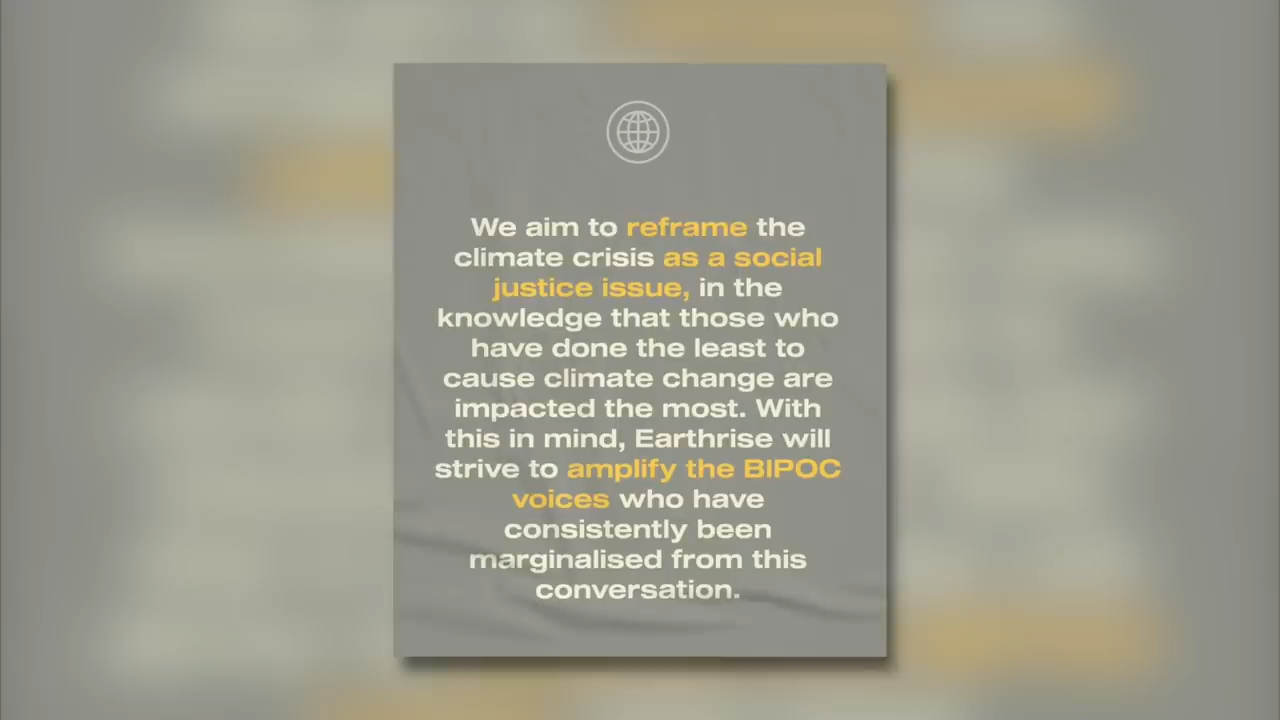 We aim to reframe the
climate crisis as a social
justice issue, in the
knowledge that those who
have done the least to
cause climate change are
impacted the most. With
this in mind, Earthrise will
strive to amplify the BIPOC
voices who have
consistently been
marginalised from this
conversation.